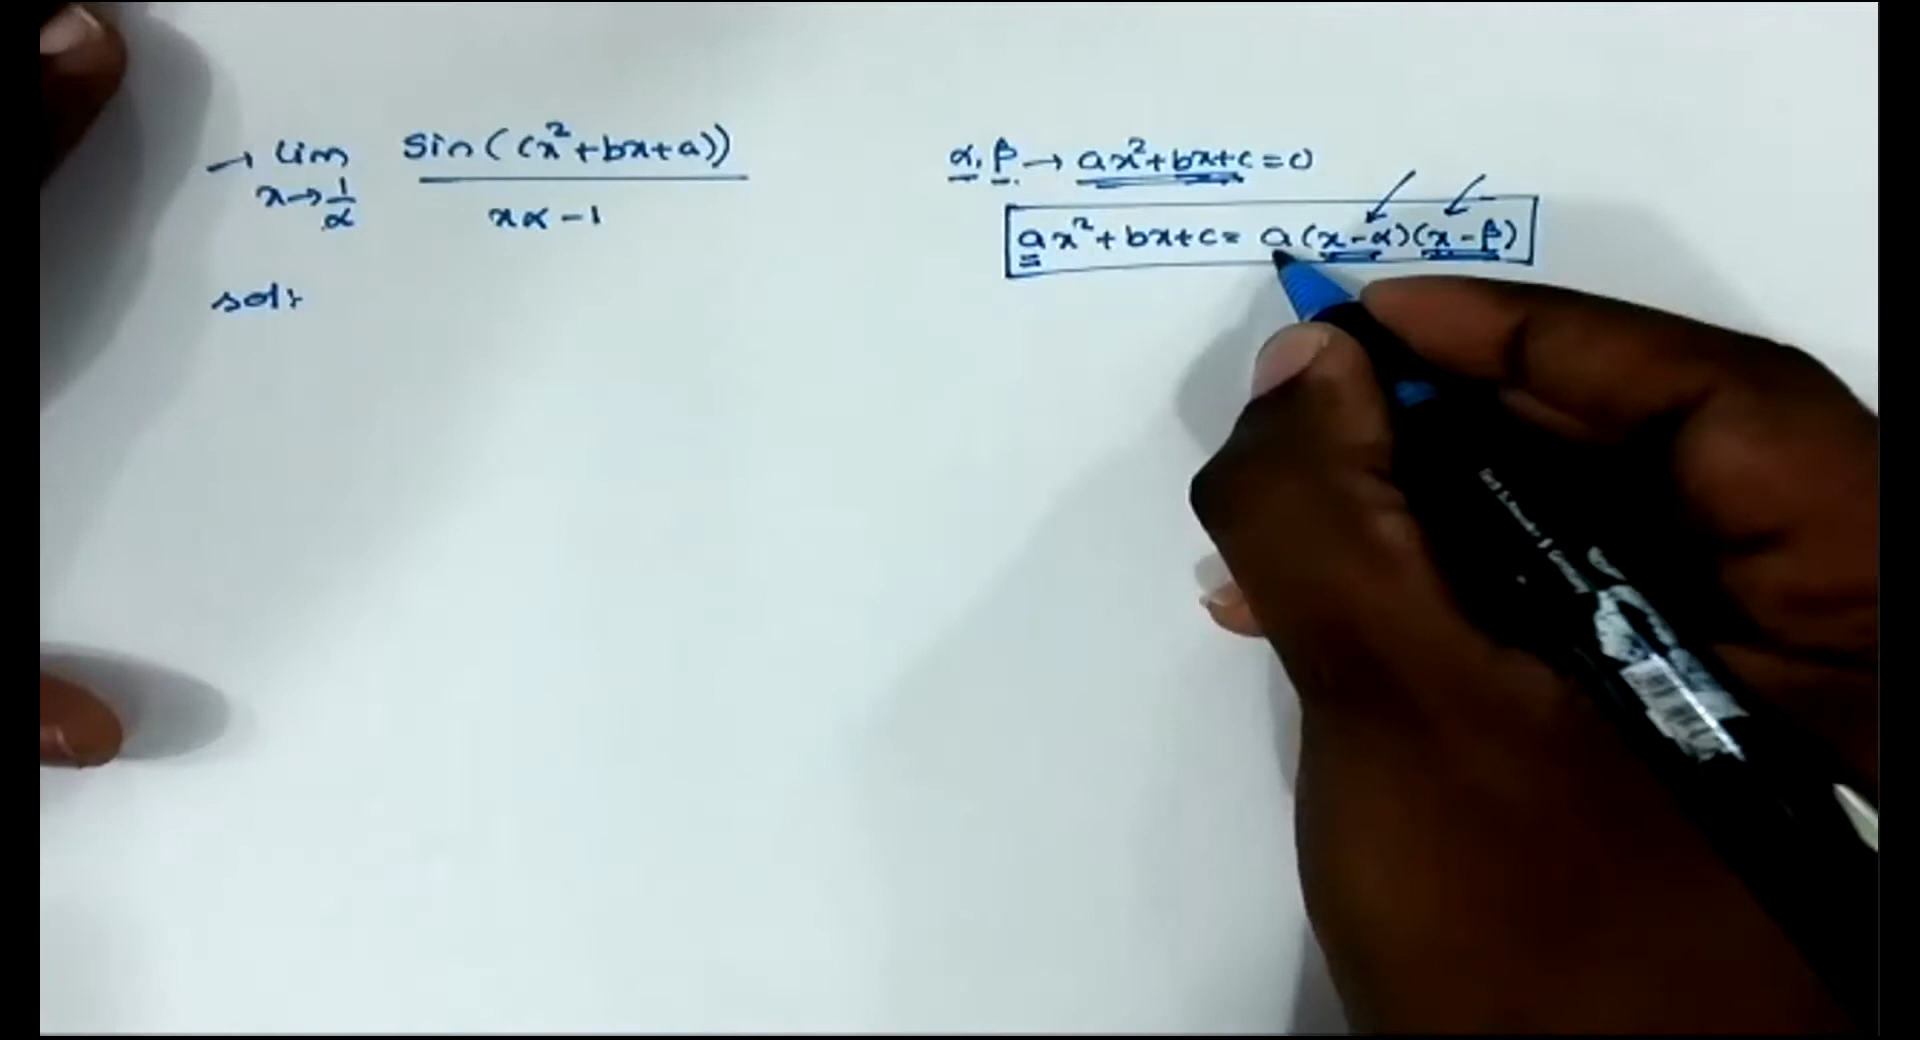 → Lim sin((x²+bx+a))
x→1/α xα-1
sol:
α, β → ax²+bx+c=0
ax²+bx+c= a(x-α)(x-β)